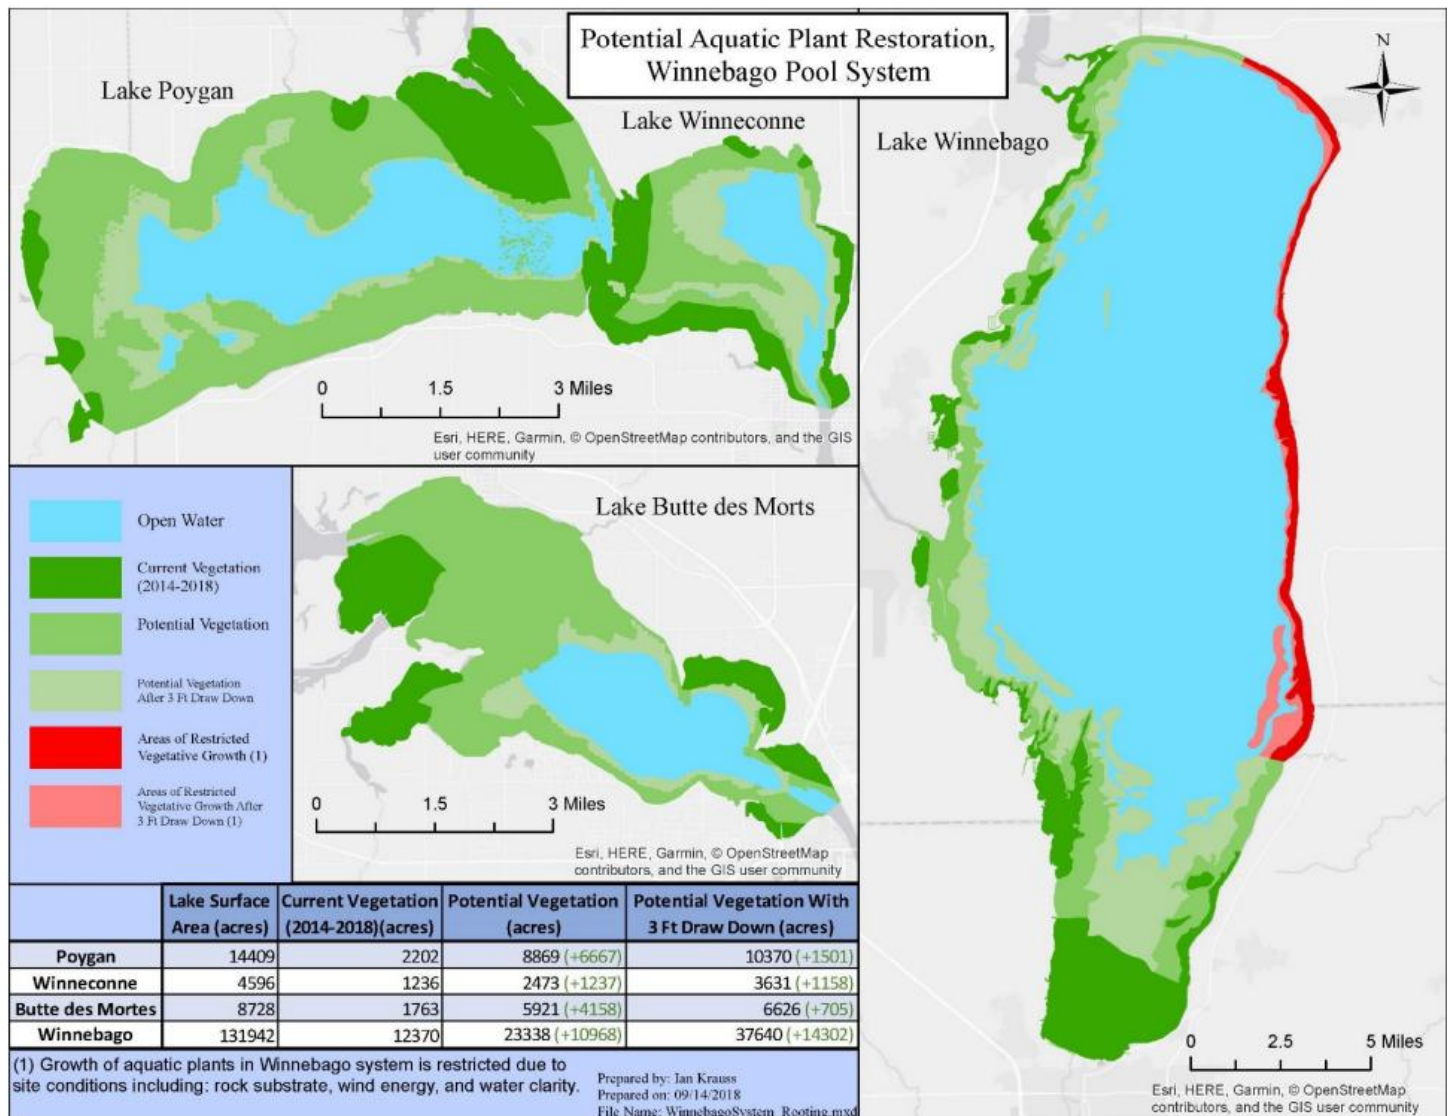 Potential Aquatic Plant Restoration,
Winnebago Pool System
Lake Poygan
Lake Winneconne
0 1.5 3 Miles
Esri, HERE, Garmin, © OpenStreetMap contributors, and the GIS
user community
N
Lake Winnebago
0 2.5 5 Miles
Esri, HERE, Garmin, © OpenStreetMap
contributors, and the GIS user community
Open Water
Current Vegetation
(2014-2018)
Potential Vegetation
Potential Vegetation
After 3 Ft Draw Down
Areas of Restricted
Vegetative Growth (1)
Areas of Restricted
Vegetative Growth After
3 Ft Draw Down (1)
Lake Butte des Morts
0 1.5 3 Miles
Esri, HERE, Garmin, © OpenStreetMap
contributors, and the GIS user community
Lake Surface Current Vegetation Potential Vegetation Potential Vegetation With
Area (acres) (2014-2018)(acres) (acres) 3 Ft Draw Down (acres)
Poygan 14409 2202 8869 (+6667) 10370 (+1501)
Winneconne 4596 1236 2473 (+1237) 3631 (+1158)
Butte des Mortes 8728 1763 5921 (+4158) 6626 (+705)
Winnebago 131942 12370 23338 (+10968) 37640 (+14302)
(1) Growth of aquatic plants in Winnebago system is restricted due to
site conditions including: rock substrate, wind energy, and water clarity.
Prepared by: Ian Krauss
Prepared on: 09/14/2018
File Name: WinnebagoSystem_Rooting.mxd